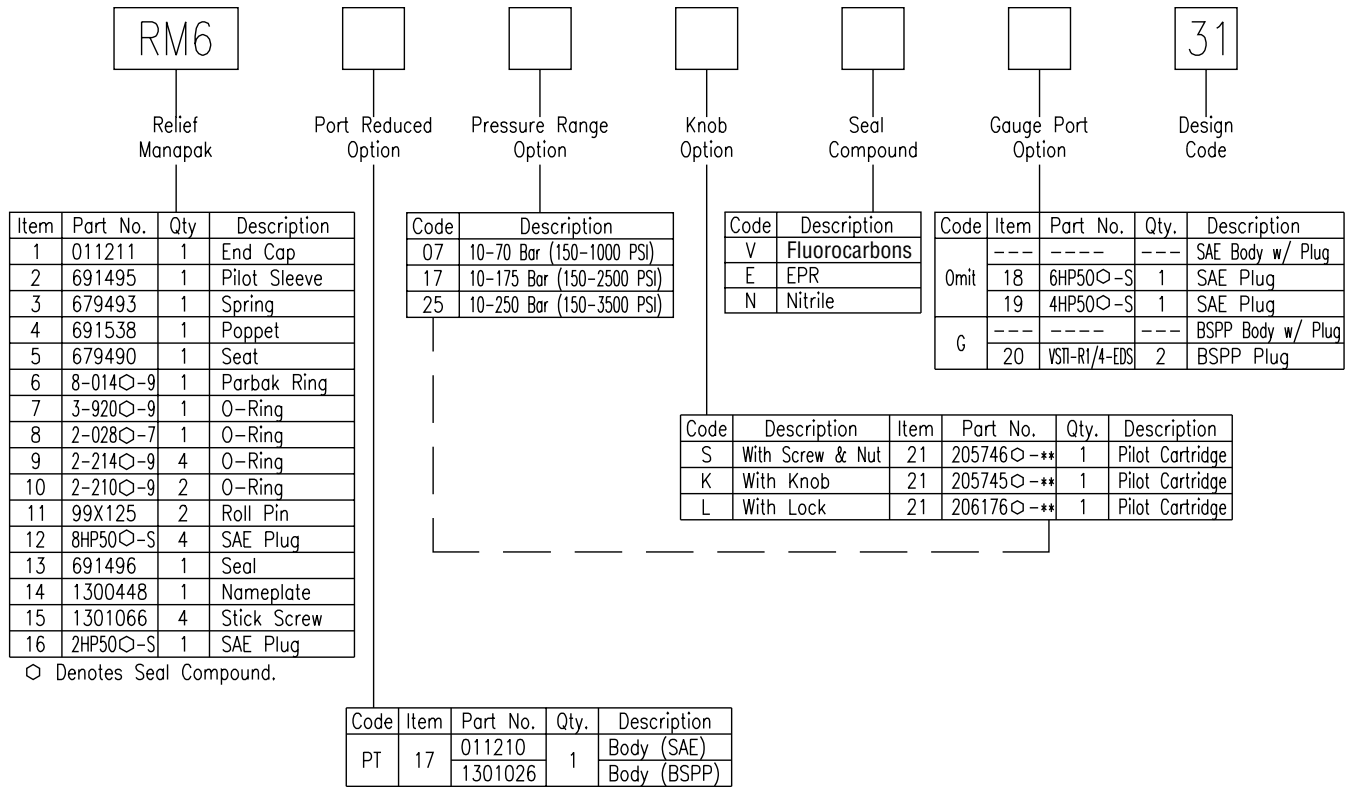 RM6 31
Relief Manapak
Port Reduced Option
Pressure Range Option
Knob Option
Seal Compound
Gauge Port Option
Design Code
Item Part No. Qty Description
1 011211 1 End Cap
2 691495 1 Pilot Sleeve
3 679493 1 Spring
4 691538 1 Poppet
5 679490 1 Seat
6 8-014⬡-9 1 Parbak Ring
7 3-920⬡-9 1 O-Ring
8 2-028⬡-7 1 O-Ring
9 2-214⬡-9 4 O-Ring
10 2-210⬡-9 2 O-Ring
11 99X125 2 Roll Pin
12 8HP50⬡-S 4 SAE Plug
13 691496 1 Seal
14 1300448 1 Nameplate
15 1301066 4 Stick Screw
16 2HP50⬡-S 1 SAE Plug
⬡ Denotes Seal Compound.
Code Description
07 10-70 Bar (150-1000 PSI)
17 10-175 Bar (150-2500 PSI)
25 10-250 Bar (150-3500 PSI)
Code Description
V Fluorocarbons
E EPR
N Nitrile
Code Item Part No. Qty. Description
Omit --- ---- --- SAE Body w/ Plug
18 6HP50⬡-S 1 SAE Plug
19 4HP50⬡-S 1 SAE Plug
G --- ---- --- BSPP Body w/ Plug
20 VSTI-R1/4-EDS 2 BSPP Plug
Code Description Item Part No. Qty. Description
S With Screw & Nut 21 205746⬡-** 1 Pilot Cartridge
K With Knob 21 205745⬡-** 1 Pilot Cartridge
L With Lock 21 206176⬡-** 1 Pilot Cartridge
Code Item Part No. Qty. Description
PT 17 011210 1 Body (SAE)
1301026 Body (BSPP)